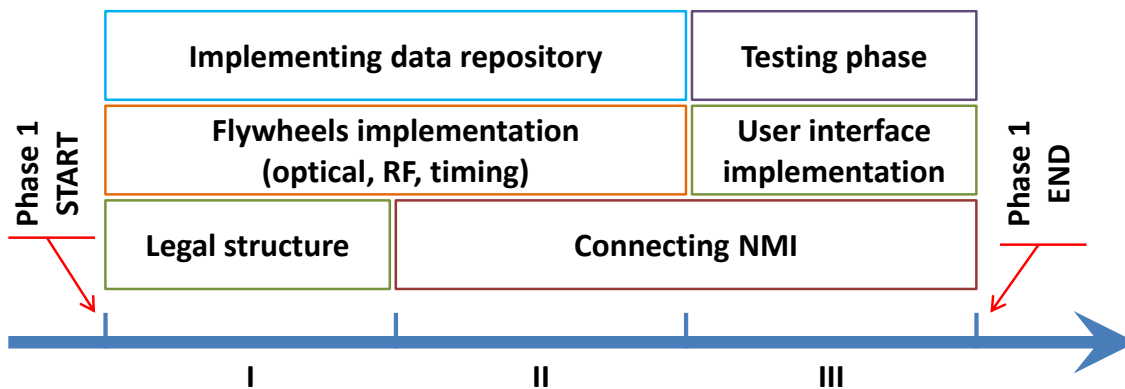 Implementing data repository
Testing phase
Phase 1
START
Flywheels implementation
(optical, RF, timing)
User interface
implementation
Phase 1
END
Legal structure
Connecting NMI
I
II
III